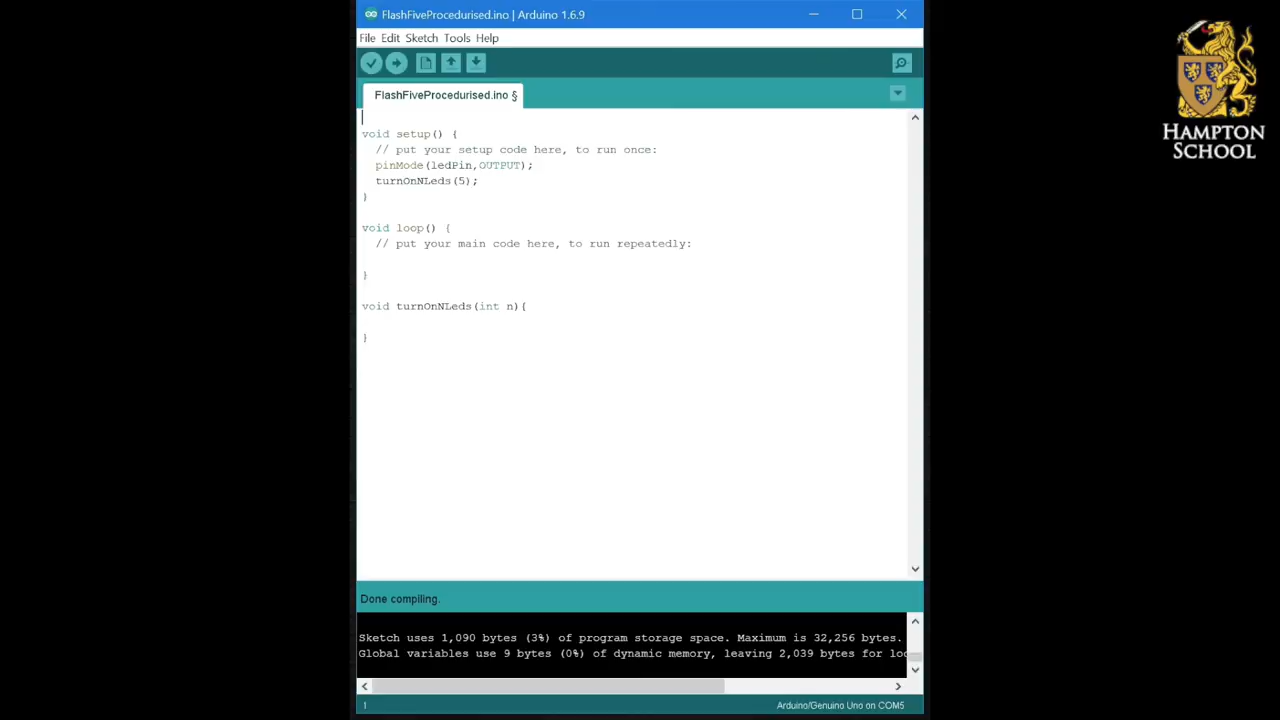 FlashFiveProcedurised.ino | Arduino 1.6.9
File Edit Sketch Tools Help
FlashFiveProcedurised.ino §
void setup() {
// put your setup code here, to run once:
pinMode(ledPin,OUTPUT);
turnOnNLeds(5);
}
void loop() {
// put your main code here, to run repeatedly:
}
void turnOnNLeds(int n){
}
Done compiling.
Sketch uses 1,090 bytes (3%) of program storage space. Maximum is 32,256 bytes.
Global variables use 9 bytes (0%) of dynamic memory, leaving 2,039 bytes for loc
1
Arduino/Genuino Uno on COM5
HAMPTON
SCHOOL